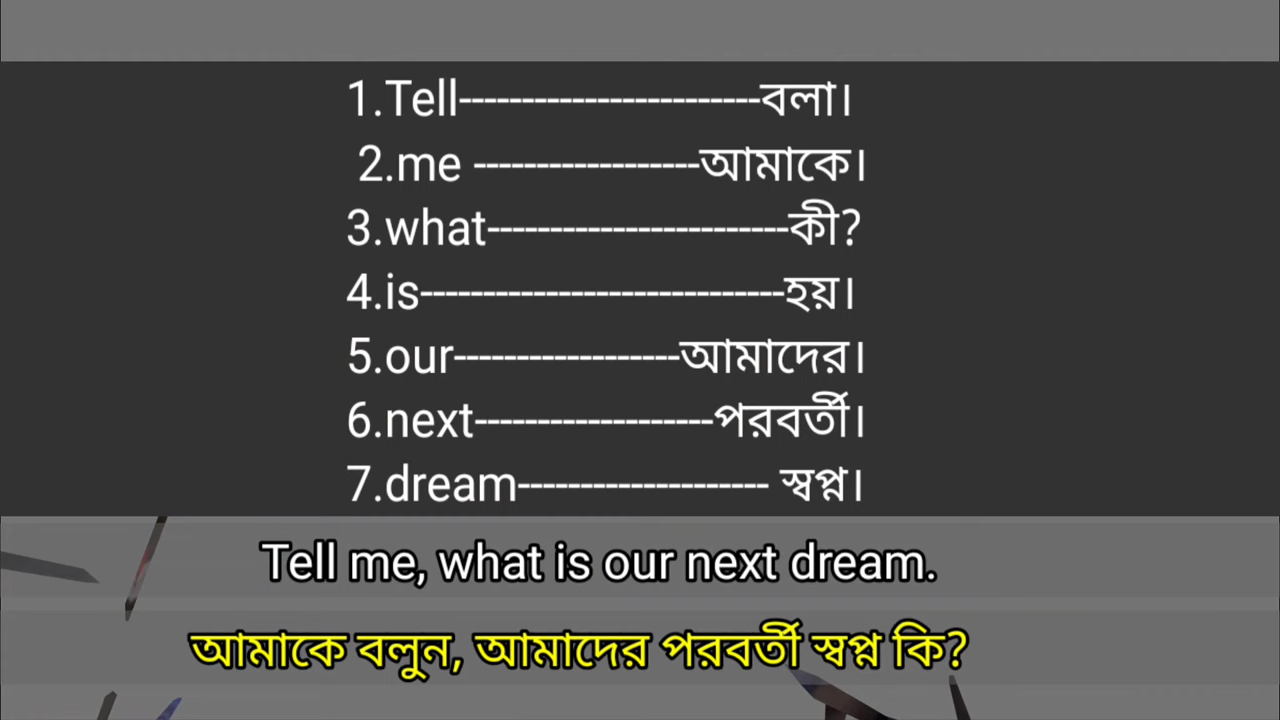 1.Tell------------------------বলা।
2.me ------------------আমাকে।
3.what------------------------কী?
4.is-----------------------------হয়।
5.our------------------আমাদের।
6.next-------------------পরবর্তী।
7.dream-------------------- স্বপ্ন।
Tell me, what is our next dream.
আমাকে বলুন, আমাদের পরবর্তী স্বপ্ন কি?